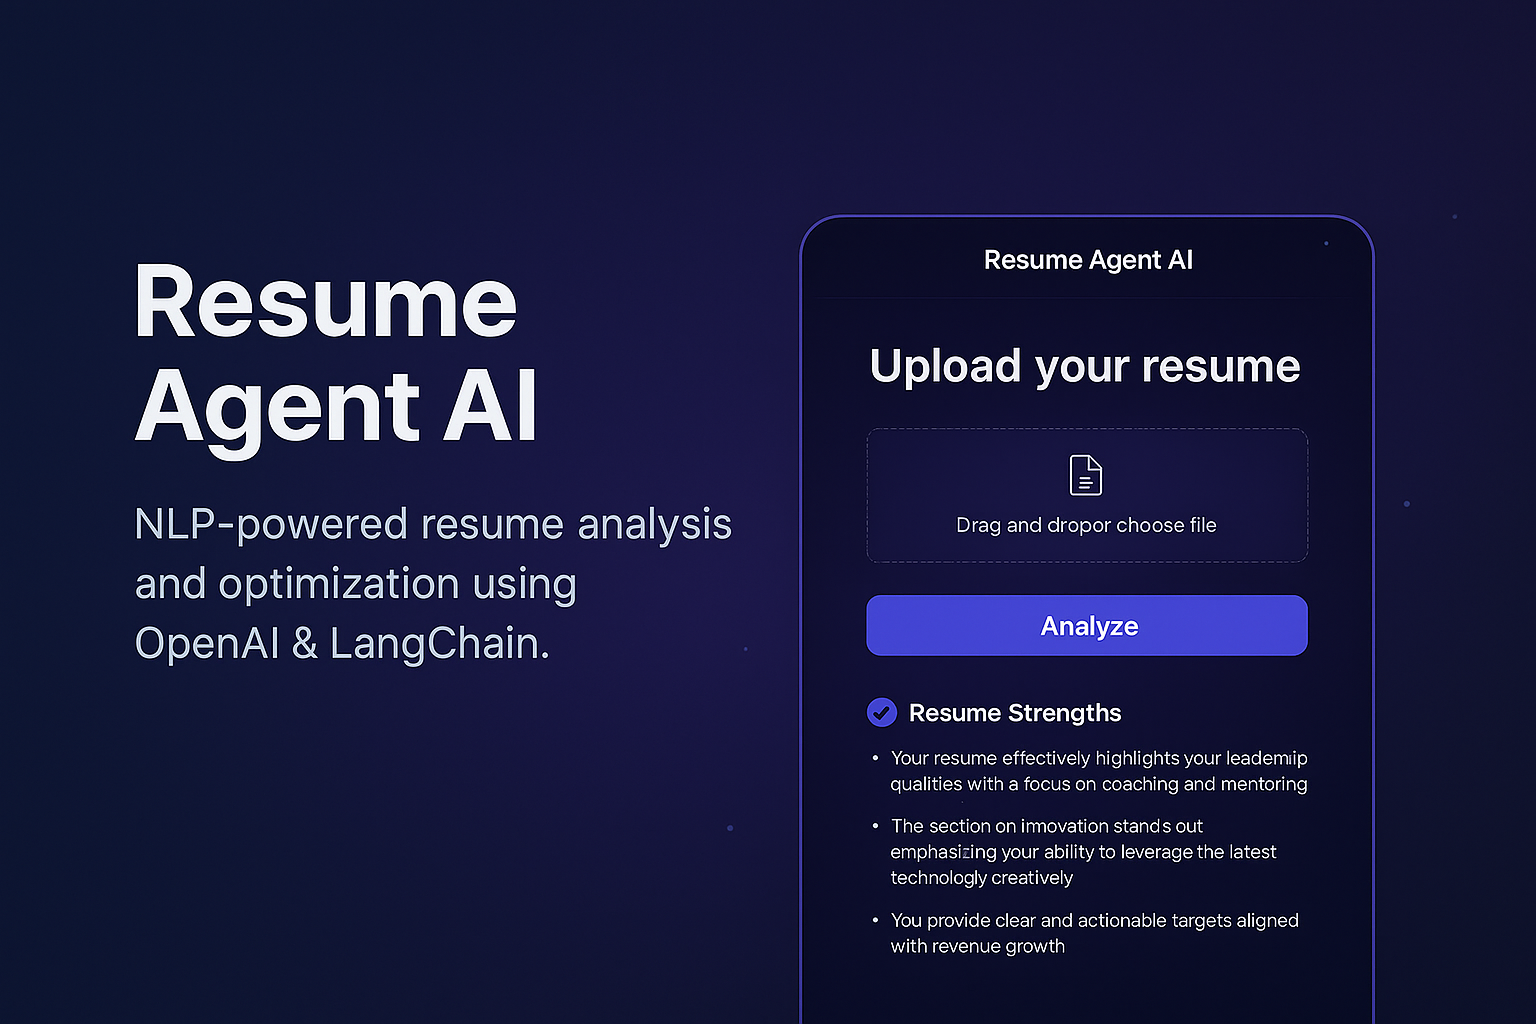 Resume
Agent AI
NLP-powered resume analysis
and optimization using
OpenAI & LangChain.
Resume Agent AI
Upload your resume
Drag and dropor choose file
Analyze
Resume Strengths
• Your resume effectively highlights your leademip
qualities with a focus on coaching and mentoring
• The section on imovation stands out
emphasizing your ability to leverage the latest
technologly creatively
• You provide clear and actionable targets aligned
with revenue growth